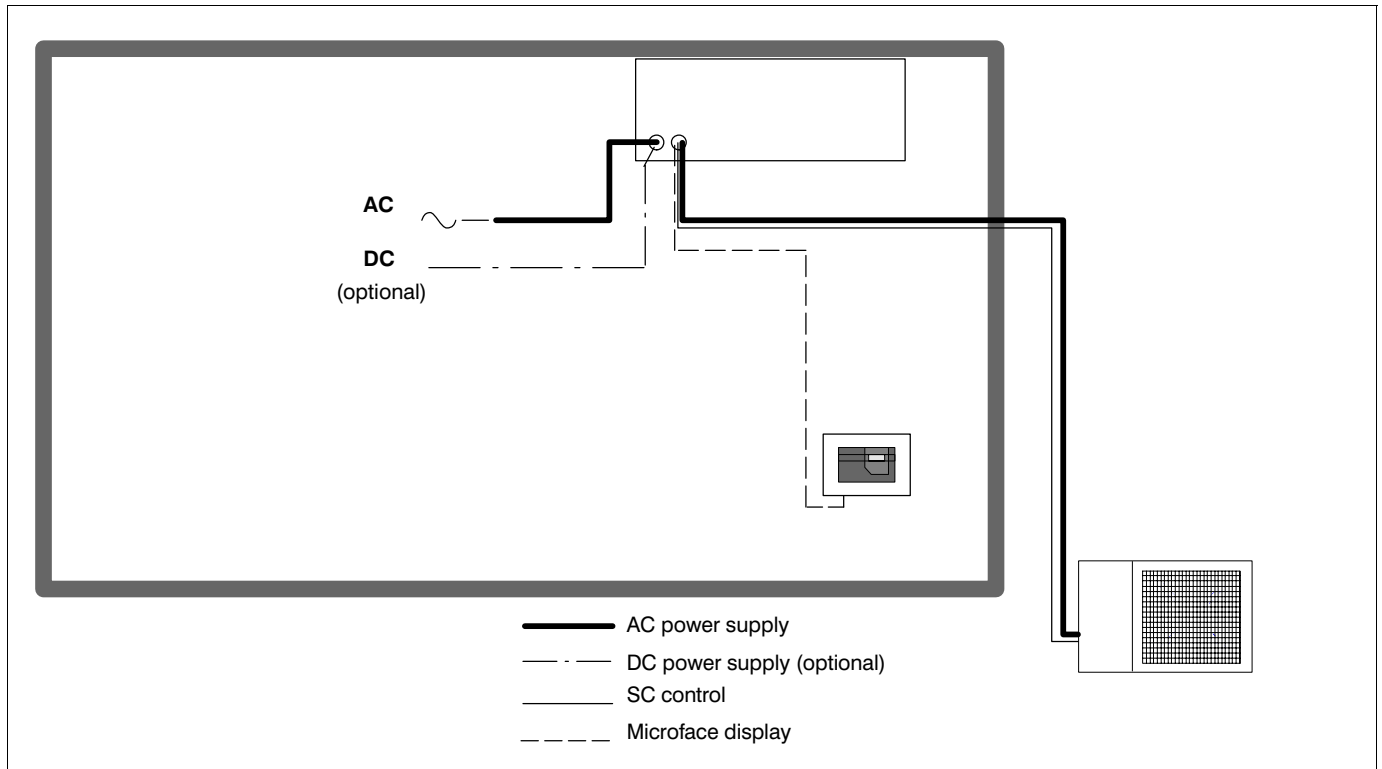 AC
DC
(optional)
AC power supply
DC power supply (optional)
SC control
Microface display